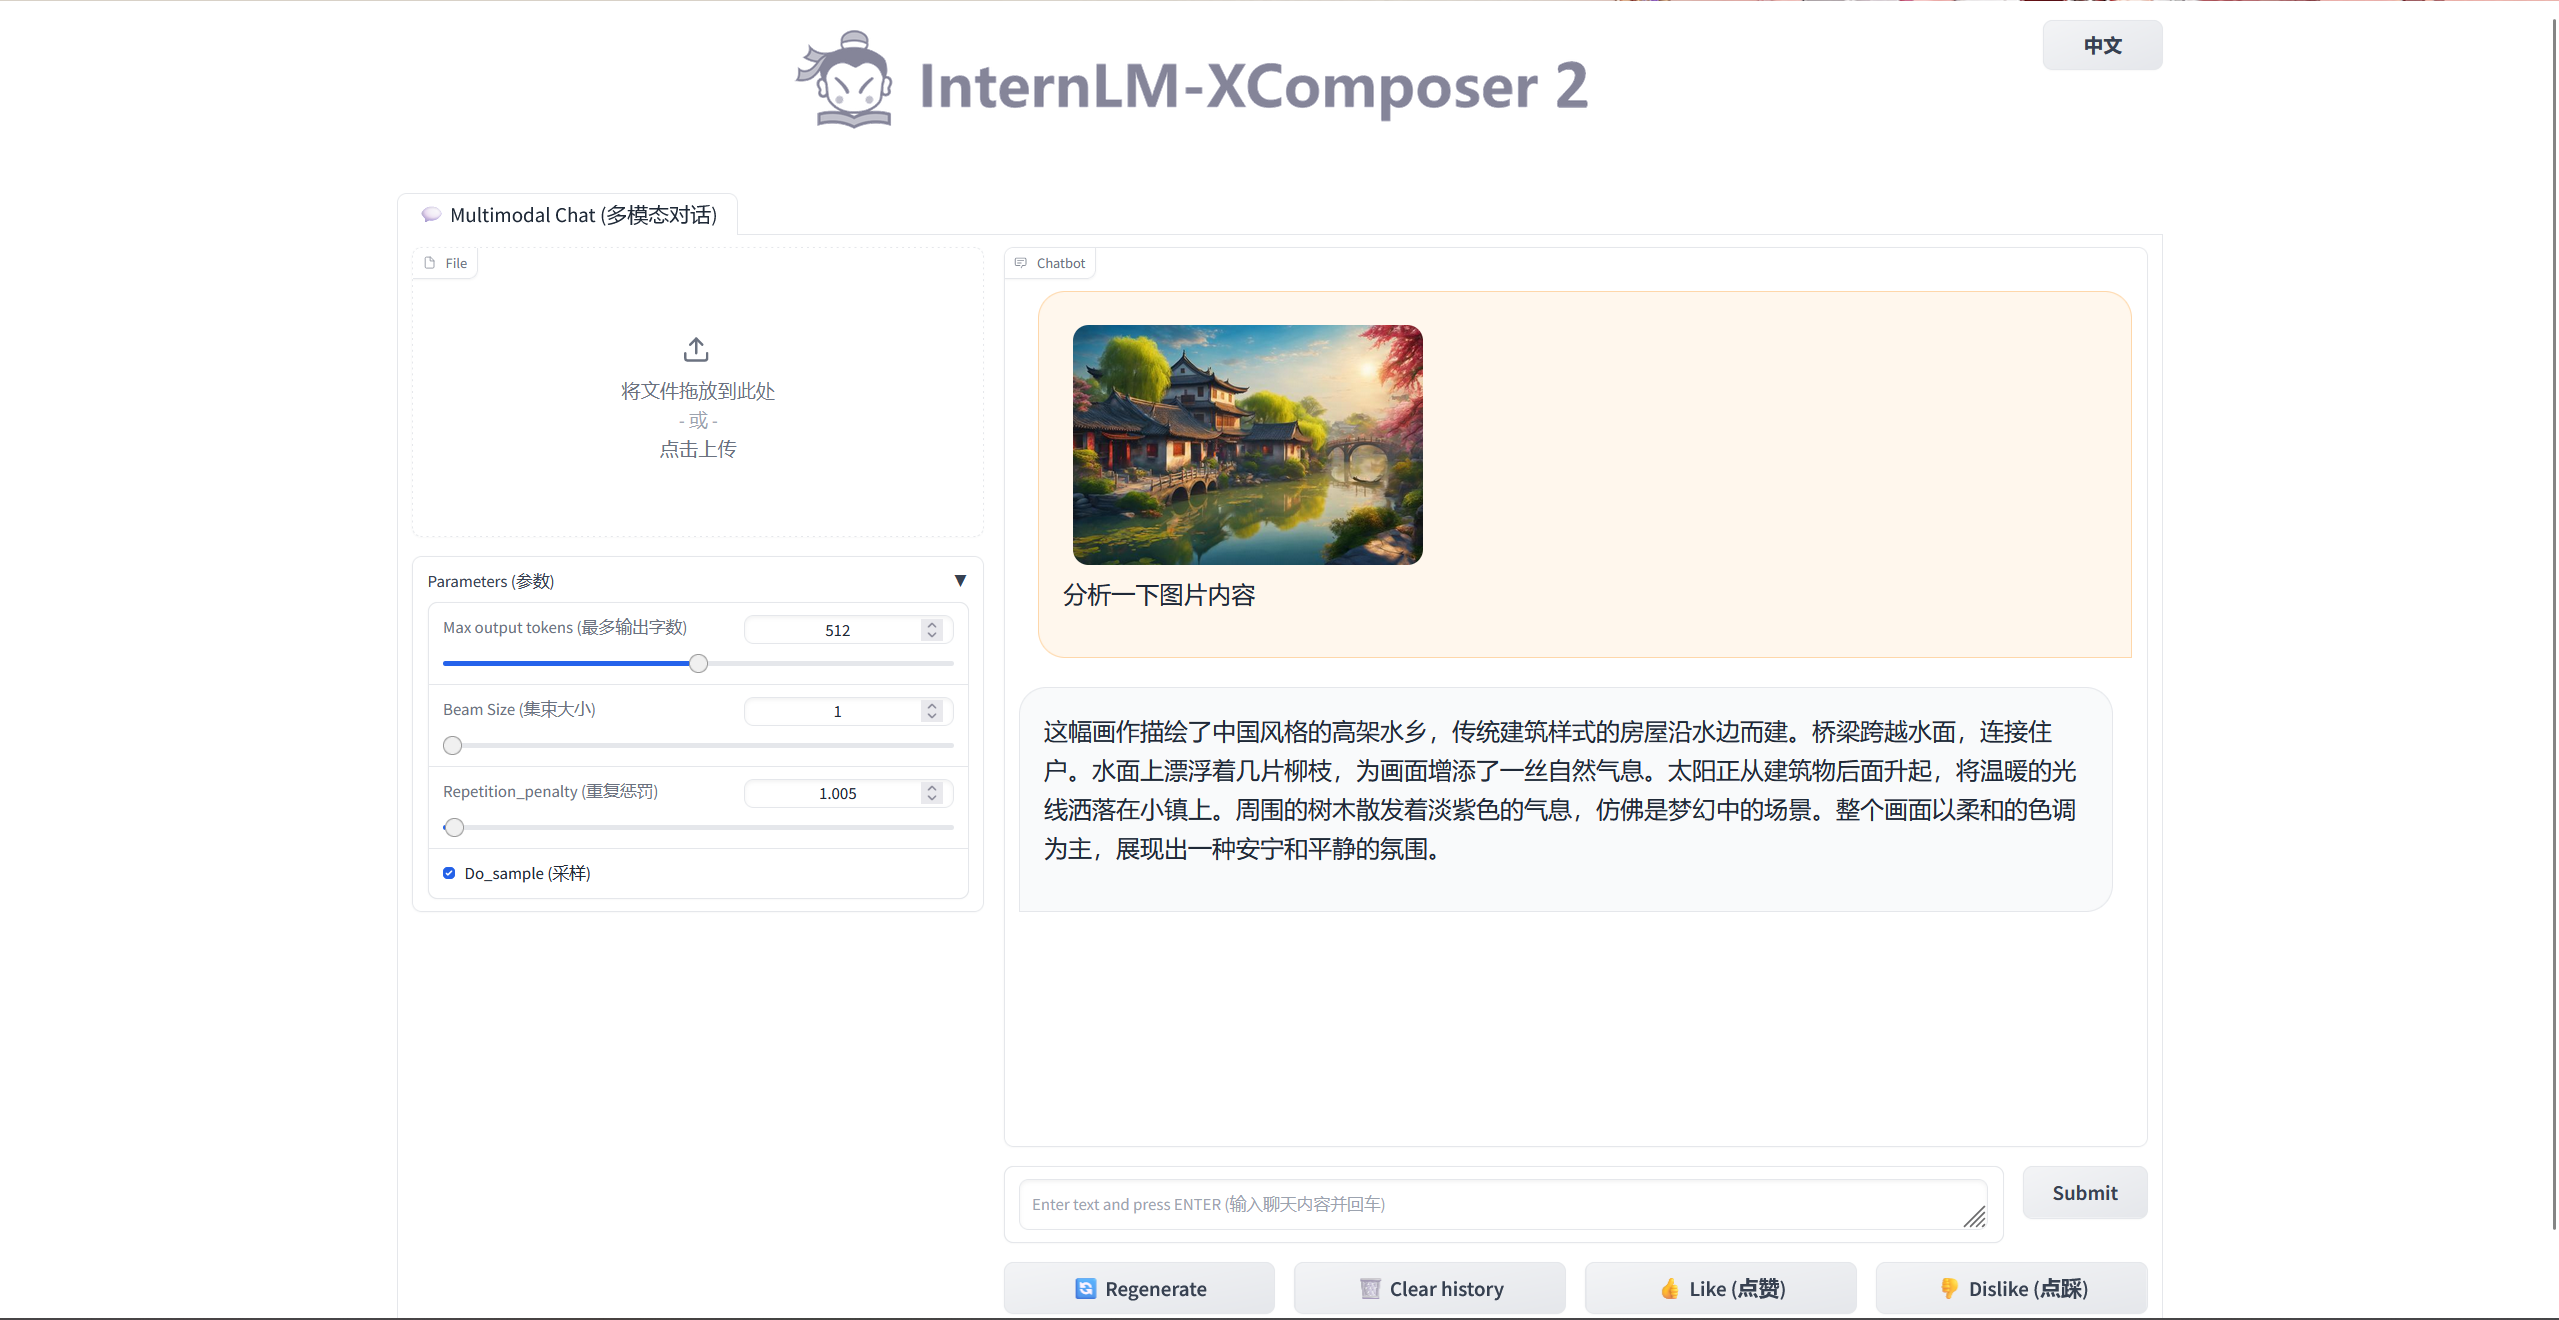 InternLM-XComposer 2
中文
Multimodal Chat (多模态对话)
File
将文件拖放到此处
- 或 -
点击上传
Parameters (参数)
Max output tokens (最多输出字数)
512
Beam Size (集束大小)
1
Repetition_penalty (重复惩罚)
1.005
Do_sample (采样)
Chatbot
分析一下图片内容
这幅画作描绘了中国风格的高架水乡，传统建筑样式的房屋沿水边而建。桥梁跨越水面，连接住
户。水面上漂浮着几片柳枝，为画面增添了一丝自然气息。太阳正从建筑物后面升起，将温暖的光
线洒落在小镇上。周围的树木散发着淡紫色的气息，仿佛是梦幻中的场景。整个画面以柔和的色调
为主，展现出一种安宁和平静的氛围。
Enter text and press ENTER (输入聊天内容并回车)
Submit
Regenerate
Clear history
Like (点赞)
Dislike (点踩)